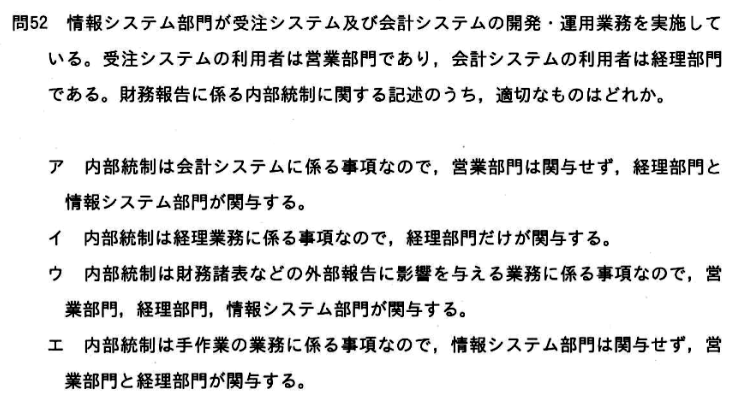 問52 情報システム部門が受注システム及び会計システムの開発・運用業務を実施して
いる。受注システムの利用者は営業部門であり，会計システムの利用者は経理部門
である。財務報告に係る内部統制に関する記述のうち，適切なものはどれか。
ア 内部統制は会計システムに係る事項なので，営業部門は関与せず，経理部門と
情報システム部門が関与する。
イ 内部統制は経理業務に係る事項なので，経理部門だけが関与する。
ウ 内部統制は財務諸表などの外部報告に影響を与える業務に係る事項なので，営
業部門，経理部門，情報システム部門が関与する。
エ 内部統制は手作業の業務に係る事項なので，情報システム部門は関与せず，営
業部門と経理部門が関与する。